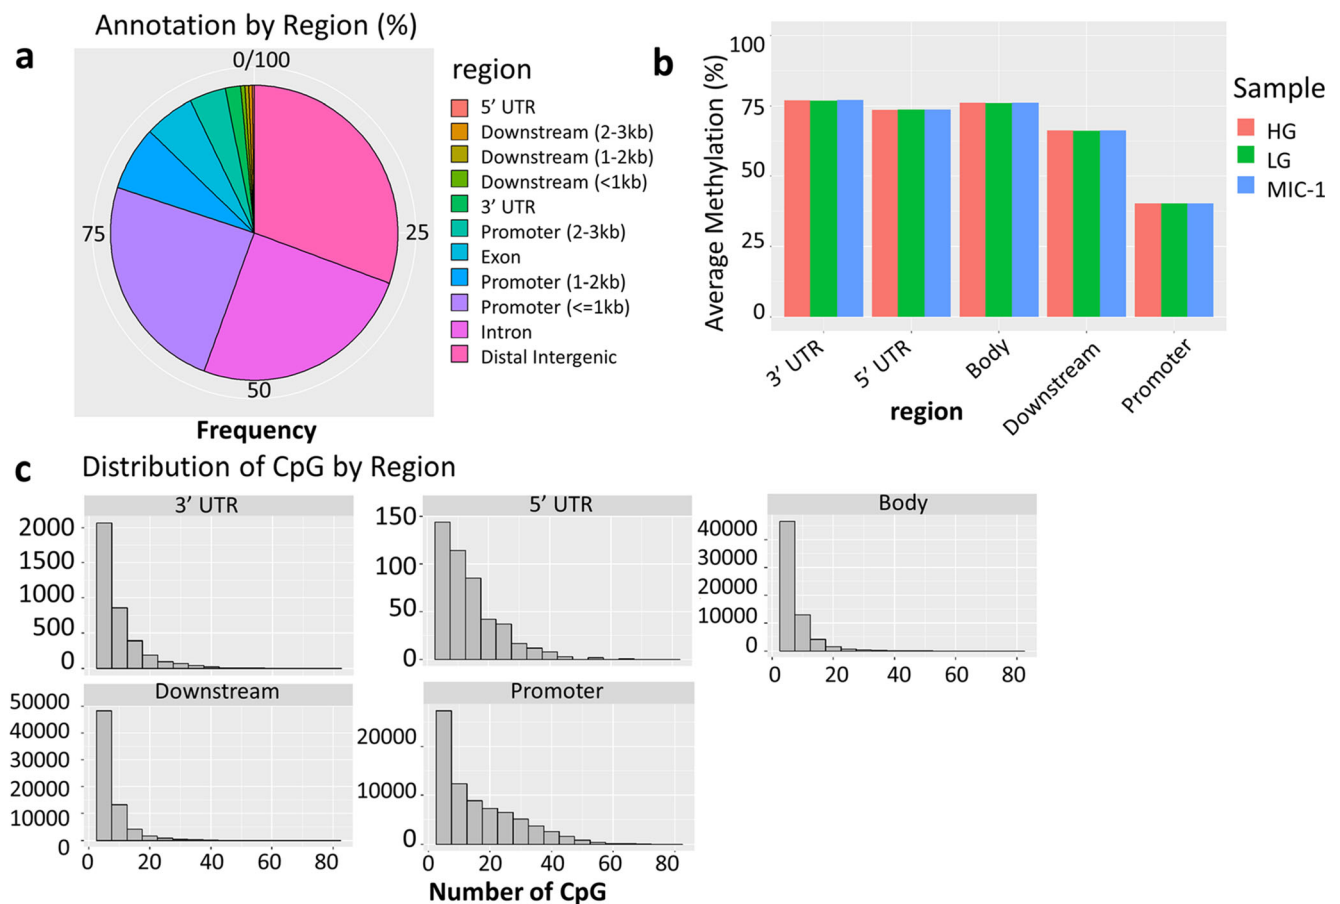 Annotation by Region (%)
a
0/100
25
50
75
Frequency
region
5' UTR
Downstream (2-3kb)
Downstream (1-2kb)
Downstream (<1kb)
3' UTR
Promoter (2-3kb)
Exon
Promoter (1-2kb)
Promoter (<=1kb)
Intron
Distal Intergenic
b
Average Methylation (%)
100
75
50
25
0
3' UTR
5' UTR
Body
Downstream
Promoter
region
Sample
HG
LG
MIC-1
c Distribution of CpG by Region
3' UTR
2000
1500
1000
500
0
5' UTR
150
100
50
0
Body
40000
30000
20000
10000
0
0 20 40 60 80
Downstream
50000
40000
30000
20000
10000
0
0 20 40 60 80
Promoter
20000
10000
0
0 20 40 60 80
Number of CpG